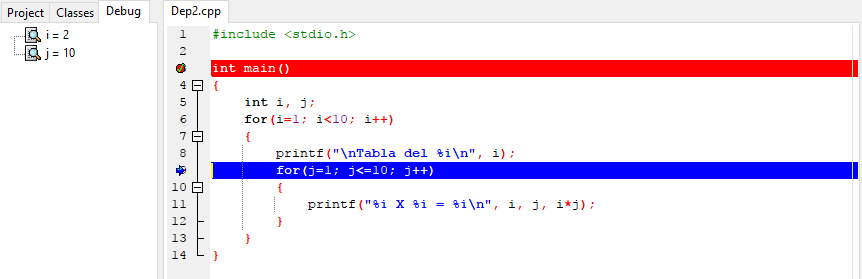 Project Classes Debug
i = 2
j = 10
Dep2.cpp
1 #include <stdio.h>
2
int main()
4 {
5 int i, j;
6 for(i=1; i<10; i++)
7 {
8 printf("\nTabla del %i\n", i);
for(j=1; j<=10; j++)
10 {
11 printf("%i X %i = %i\n", i, j, i*j);
12 }
13 }
14 }